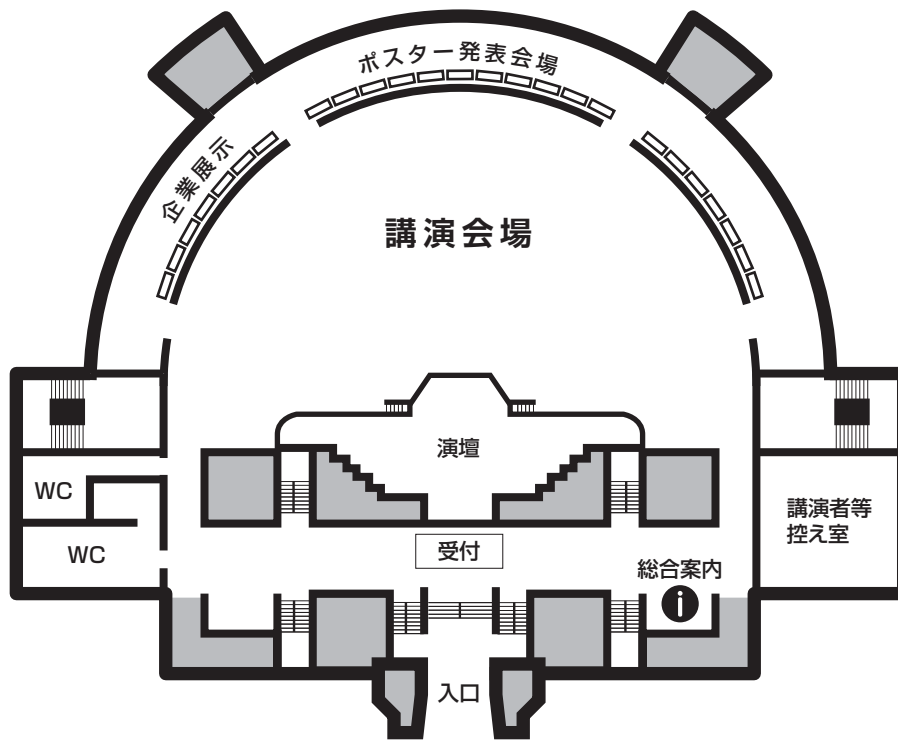 ポスター発表会場
企業展示
講演会場
演壇
WC
講演者等
控え室
WC
受付
総合案内
i
入口